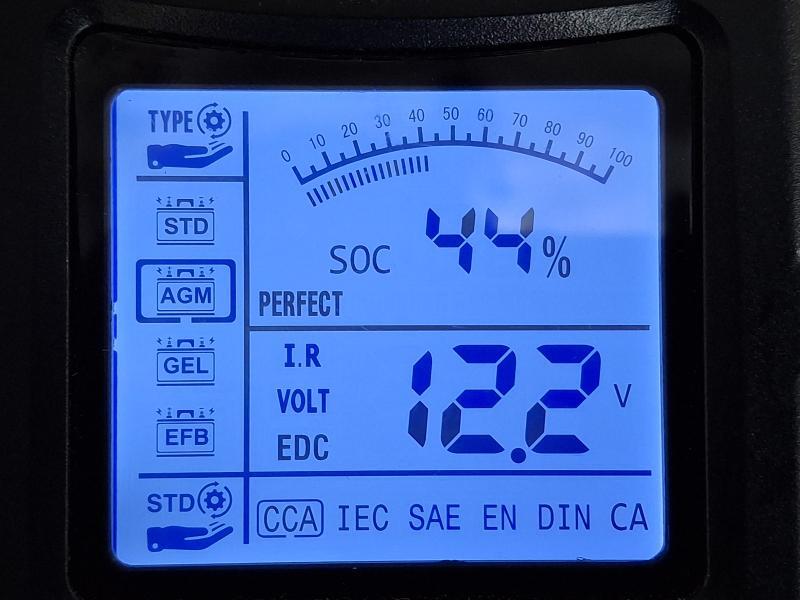 TYPE
0 10 20 30 40 50 60 70 80 90 100
STD
SOC 44%
AGM
PERFECT
I.R
GEL
VOLT 12.2 V
EFB
EDC
STD
CCA IEC SAE EN DIN CA